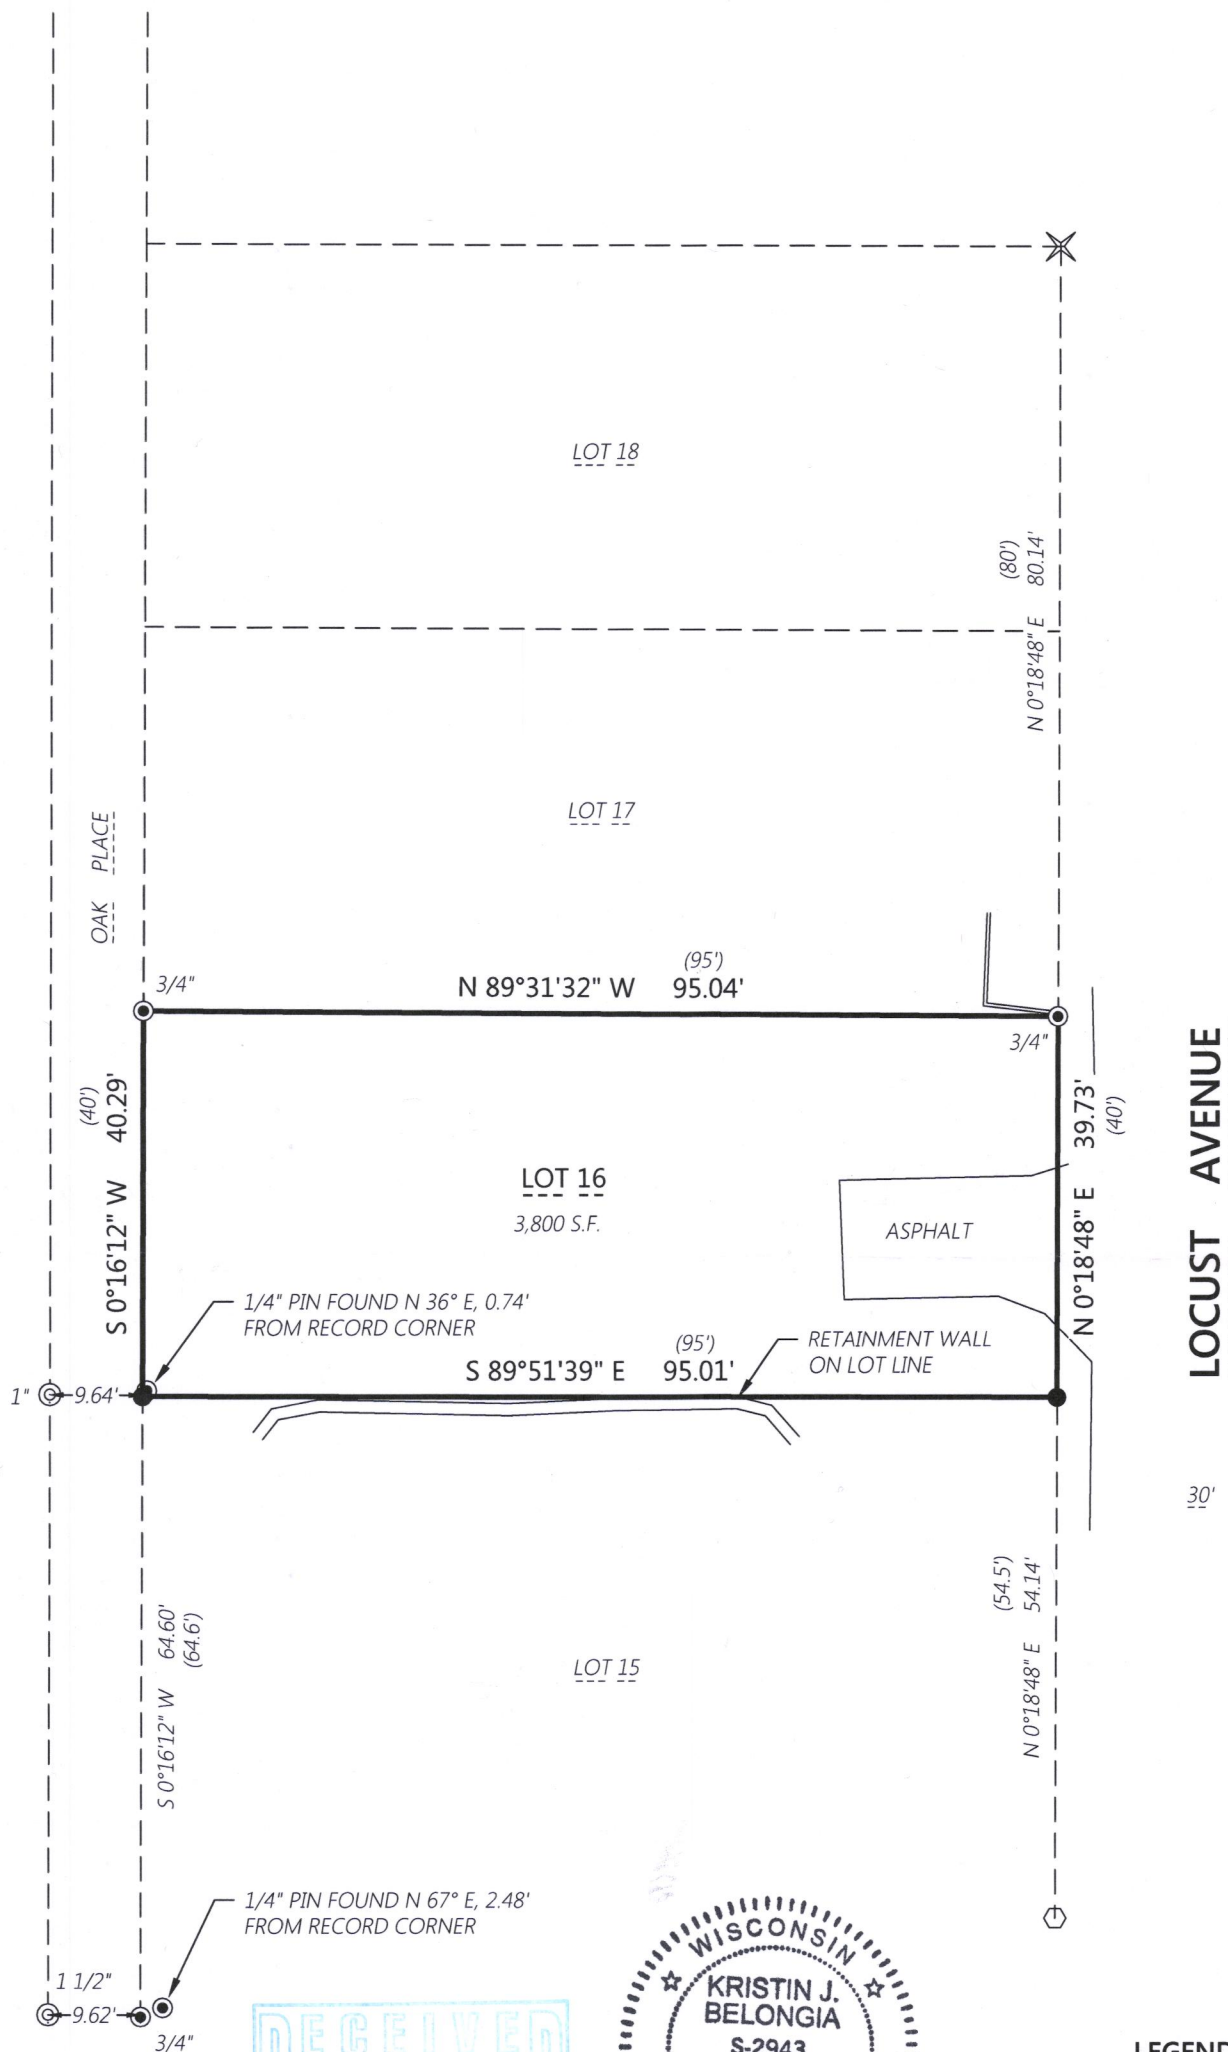 LOT 18
(80')
N 0°18'48" E 80.14'
LOT 17
OAK PLACE
(95')
N 89°31'32" W 95.04'
3/4"
3/4"
(40')
S 0°16'12" W 40.29'
N 0°18'48" E 39.73'
(40')
LOCUST AVENUE
LOT 16
3,800 S.F.
ASPHALT
1/4" PIN FOUND N 36° E, 0.74'
FROM RECORD CORNER
(95')
S 89°51'39" E 95.01'
RETAINMENT WALL
ON LOT LINE
1"
9.64'
30'
S 0°16'12" W 64.60'
(64.6')
(54.5')
N 0°18'48" E 54.14'
LOT 15
1/4" PIN FOUND N 67° E, 2.48'
FROM RECORD CORNER
1 1/2"
9.62'
3/4"
RECEIVED
WISCONSIN
KRISTIN J.
BELONGIA
S-2943
LEGEND